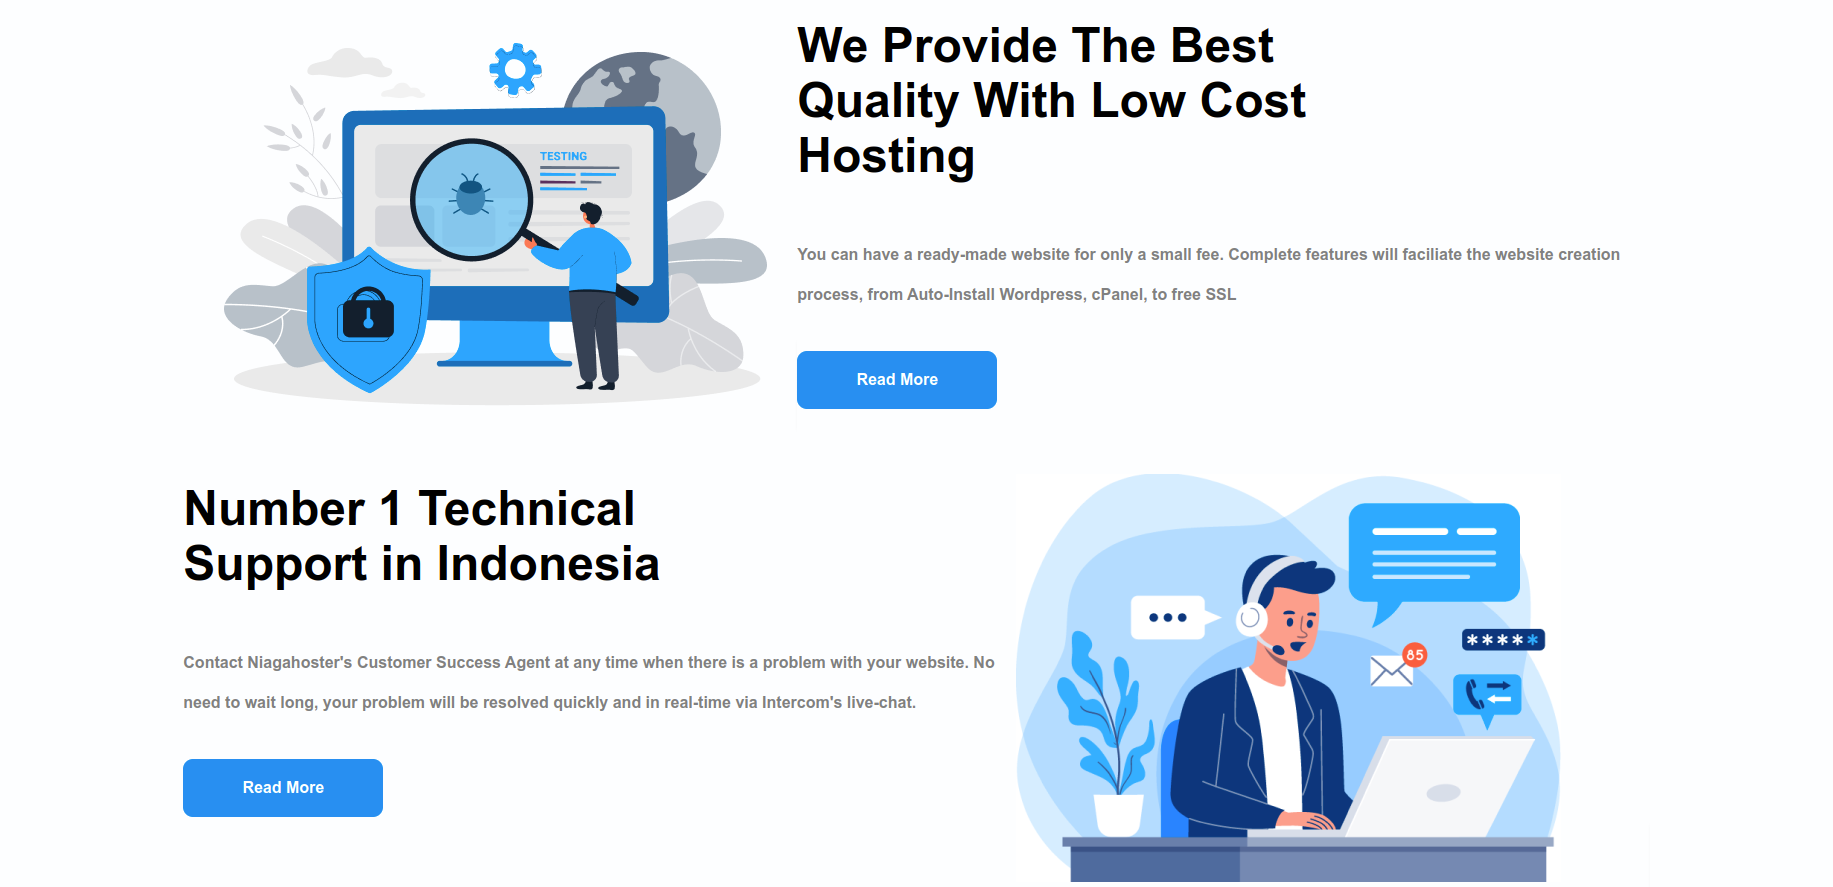 We Provide The Best
Quality With Low Cost
Hosting
TESTING
You can have a ready-made website for only a small fee. Complete features will faciliate the website creation
process, from Auto-Install Wordpress, cPanel, to free SSL
Read More
Number 1 Technical
Support in Indonesia
Contact Niagahoster's Customer Success Agent at any time when there is a problem with your website. No
need to wait long, your problem will be resolved quickly and in real-time via Intercom's live-chat.
Read More
*****
85